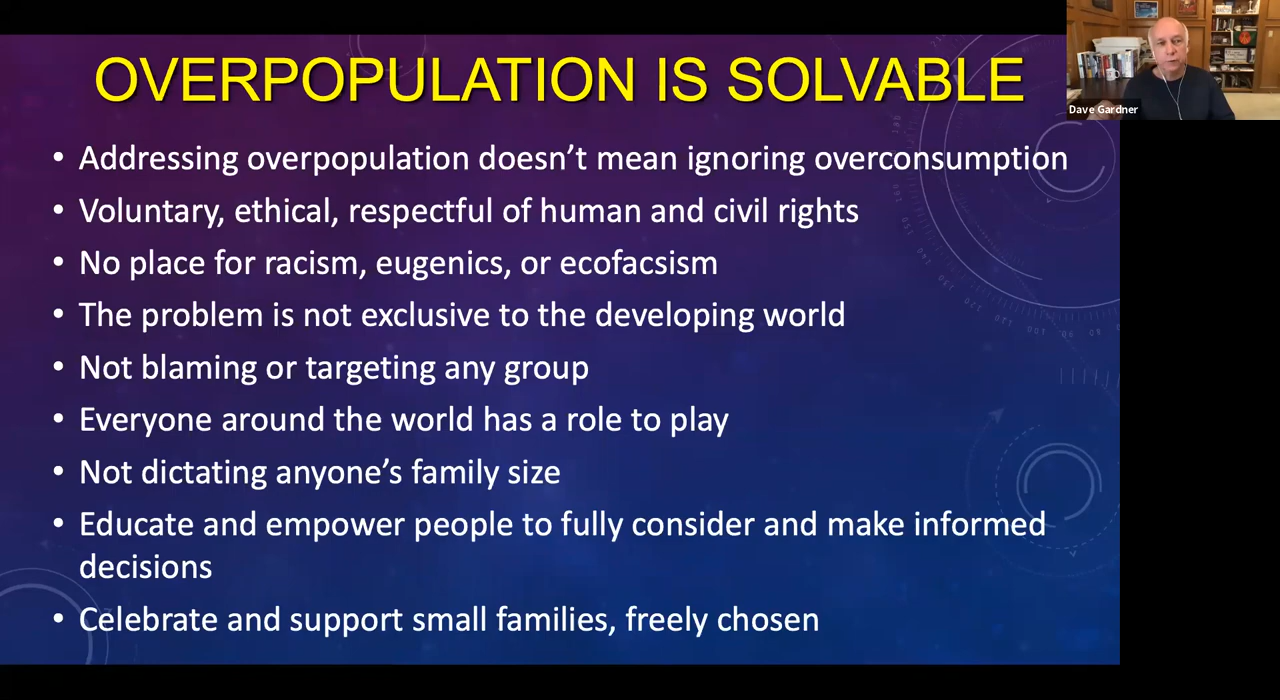 OVERPOPULATION IS SOLVABLE
Dave Gardner
• Addressing overpopulation doesn’t mean ignoring overconsumption
• Voluntary, ethical, respectful of human and civil rights
• No place for racism, eugenics, or ecofacsism
• The problem is not exclusive to the developing world
• Not blaming or targeting any group
• Everyone around the world has a role to play
• Not dictating anyone’s family size
• Educate and empower people to fully consider and make informed
decisions
• Celebrate and support small families, freely chosen